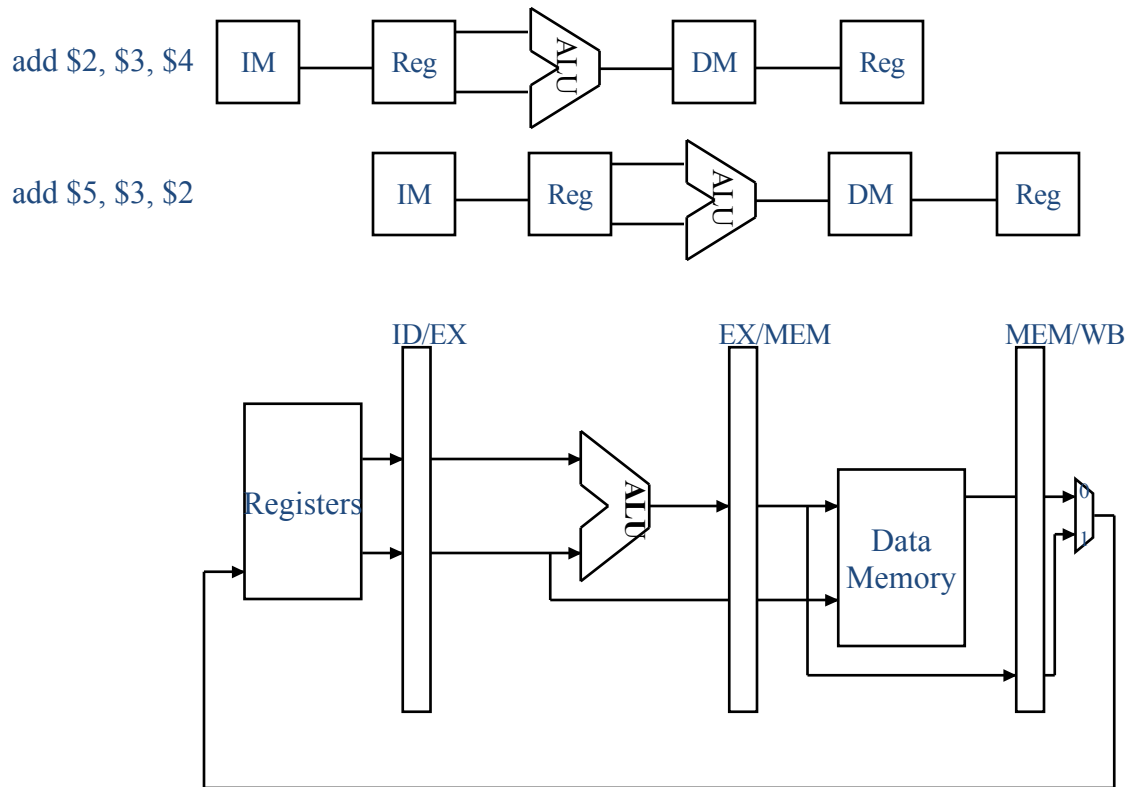 add $2, $3, $4 IM Reg ALU DM Reg
add $5, $3, $2 IM Reg ALU DM Reg
ID/EX EX/MEM MEM/WB
Registers ALU Data Memory 0 1